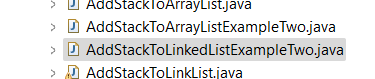 AddStackToArrayList.java
AddStackToArrayListExampleTwo.java
AddStackToLinkedListExampleTwo.java
AddStackToLinkList.java